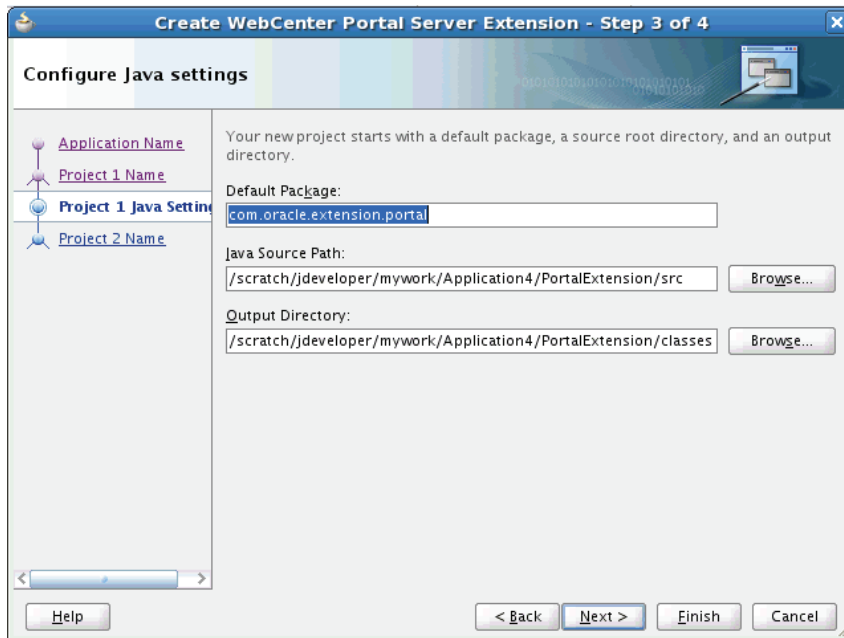 Create WebCenter Portal Server Extension - Step 3 of 4
Configure Java settings
Application Name
Project 1 Name
Project 1 Java Setting
Project 2 Name
Your new project starts with a default package, a source root directory, and an output
directory.
Default Package:
com.oracle.extension.portal
Java Source Path:
/scratch/jdeveloper/mywork/Application4/PortalExtension/src
Browse...
Output Directory:
/scratch/jdeveloper/mywork/Application4/PortalExtension/classes
Browse...
Help
< Back
Next >
Finish
Cancel